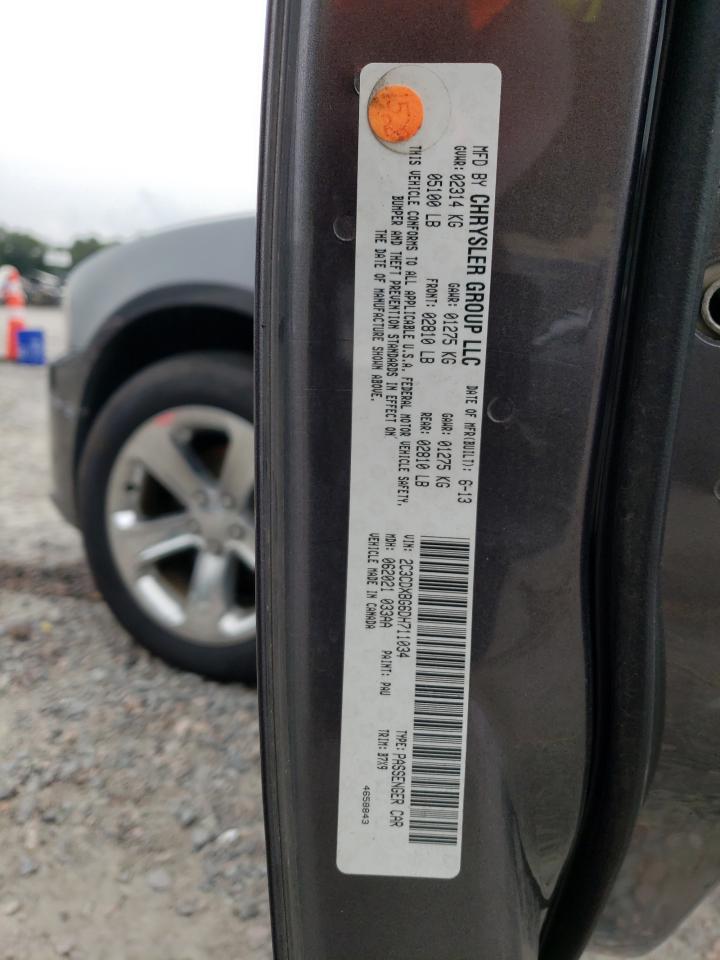 MFD BY CHRYSLER GROUP LLC DATE OF MFR(BUILT): 6-13
GVWR: 02314 KG GAWR: 01275 KG GAWR: 01275 KG
05100 LB FRONT: 02810 LB REAR: 02810 LB
THIS VEHICLE CONFORMS TO ALL APPLICABLE U.S.A. FEDERAL MOTOR VEHICLE SAFETY,
BUMPER AND THEFT PREVENTION STANDARDS IN EFFECT ON
THE DATE OF MANUFACTURE SHOWN ABOVE.
VIN: 2C3CDXBG6DH711034 TYPE: PASSENGER CAR
MDH: 062021 033AA PAINT: PAU TRIM: B7X9
VEHICLE MADE IN CANADA 4658843